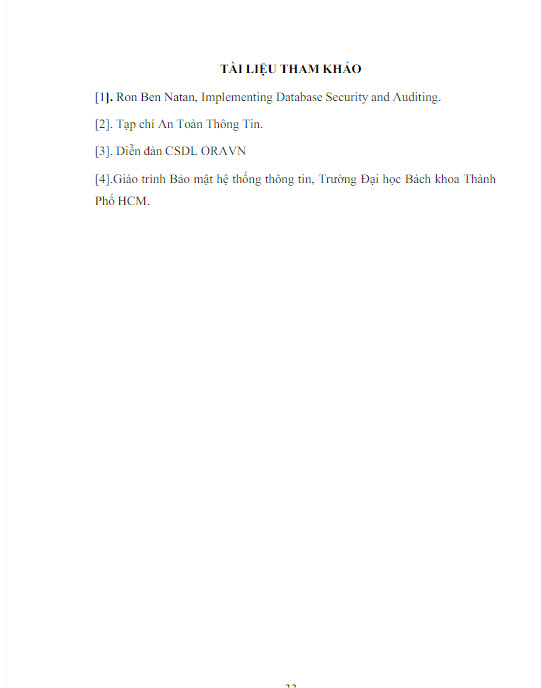 TÀI LIỆU THAM KHẢO
[1]. Ron Ben Natan, Implementing Database Security and Auditing.
[2]. Tạp chí An Toàn Thông Tin.
[3]. Diễn đàn CSDL ORAVN
[4].Giáo trình Bảo mật hệ thống thông tin, Trường Đại học Bách khoa Thành
Phố HCM.